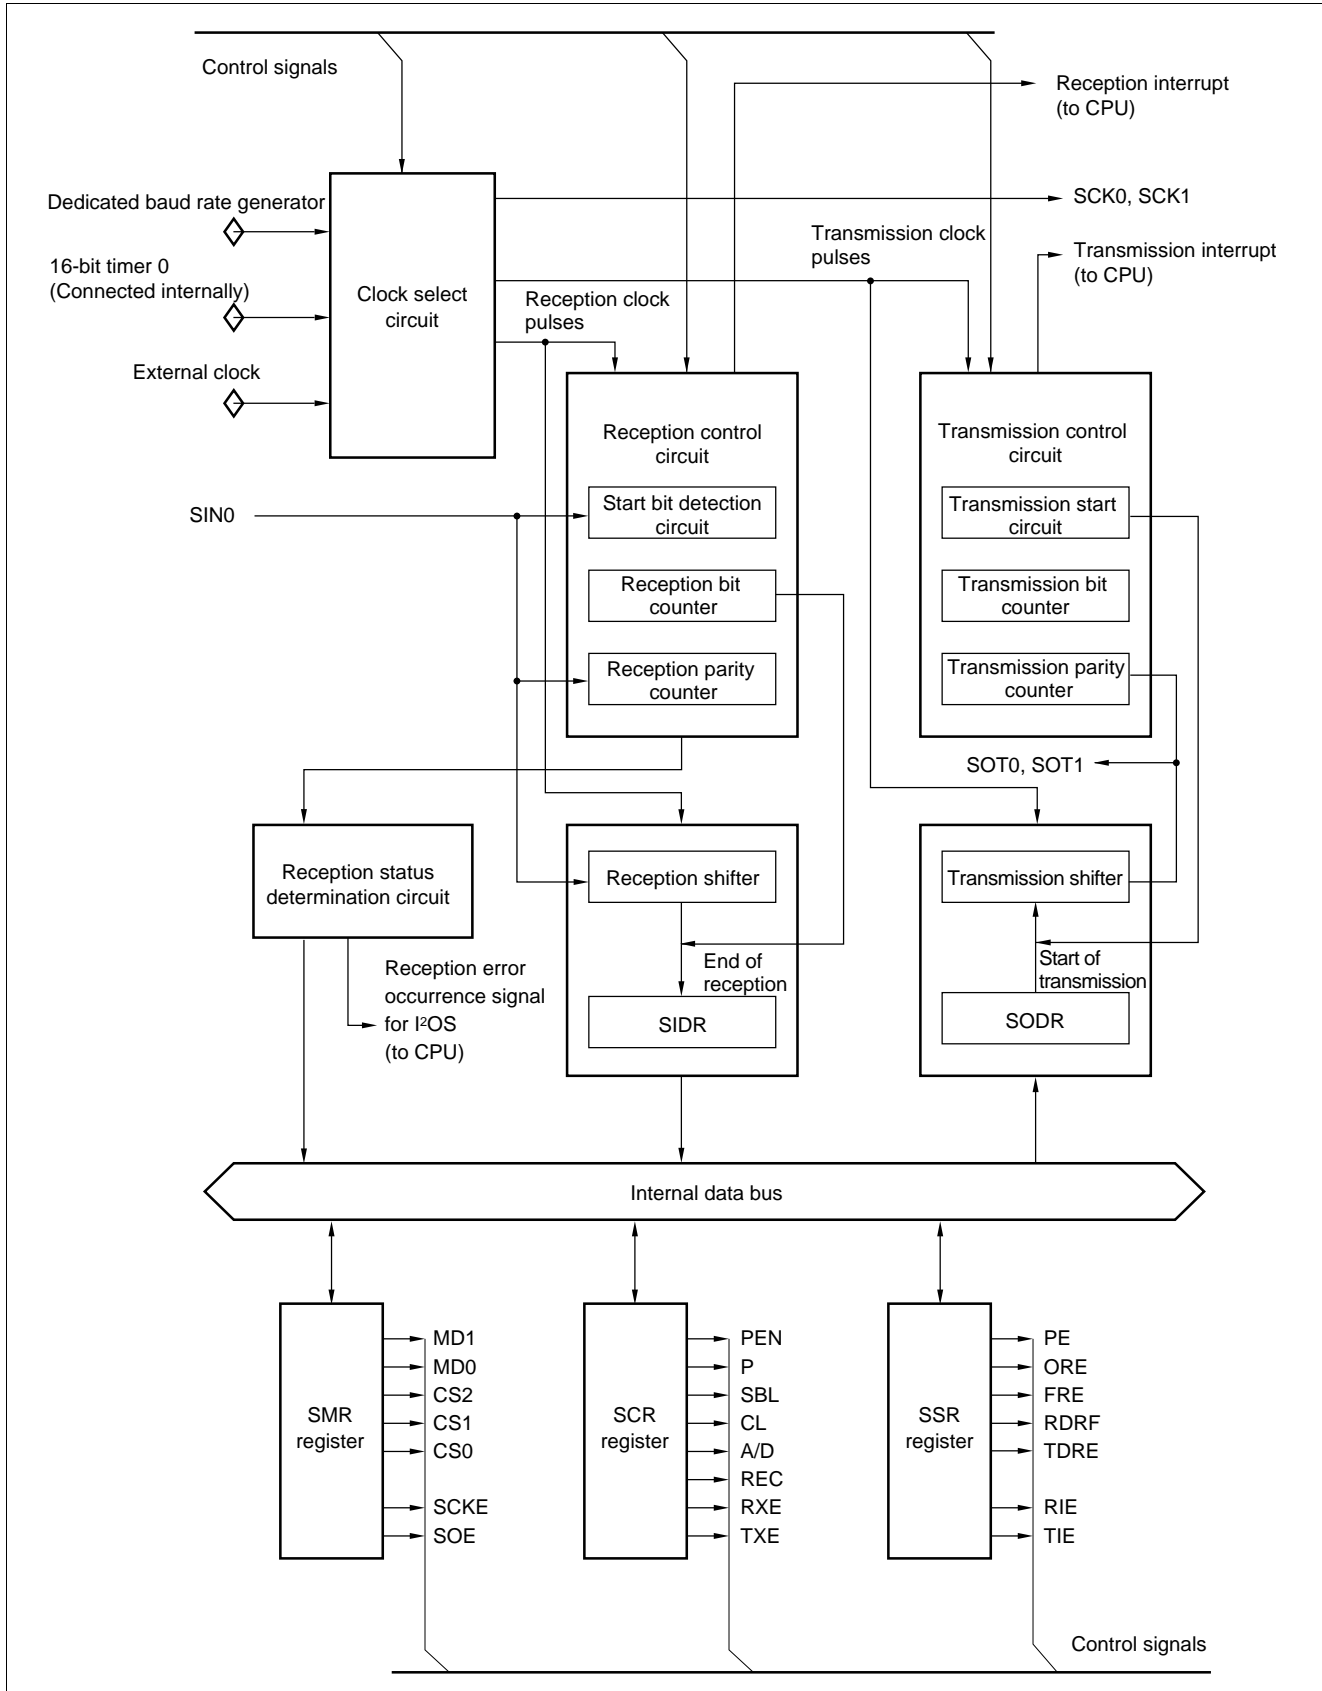 Control signals
Reception interrupt
(to CPU)
Dedicated baud rate generator
SCK0, SCK1
Transmission clock
pulses
Transmission interrupt
(to CPU)
16-bit timer 0
(Connected internally)
Clock select
circuit
Reception clock
pulses
External clock
Reception control
circuit
Transmission control
circuit
SIN0
Start bit detection
circuit
Transmission start
circuit
Reception bit
counter
Transmission bit
counter
Reception parity
counter
Transmission parity
counter
SOT0, SOT1
Reception status
determination circuit
Reception shifter
Transmission shifter
End of
reception
Start of
transmission
Reception error
occurrence signal
for I²OS
(to CPU)
SIDR
SODR
Internal data bus
SMR
register
MD1
MD0
CS2
CS1
CS0
SCKE
SOE
SCR
register
PEN
P
SBL
CL
A/D
REC
RXE
TXE
SSR
register
PE
ORE
FRE
RDRF
TDRE
RIE
TIE
Control signals